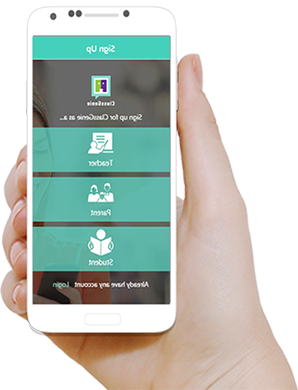 Sign Up
ClassGenie
Sign up for ClassGenie as a...
Teacher
Parent
Student
Already have any account Login